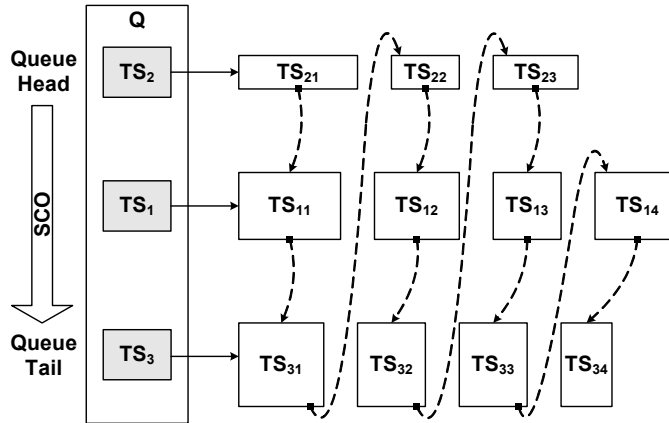 Q
Queue
Head
TS₂
TS₂₁
TS₂₂
TS₂₃
SCO
TS₁
TS₁₁
TS₁₂
TS₁₃
TS₁₄
Queue
Tail
TS₃
TS₃₁
TS₃₂
TS₃₃
TS₃₄